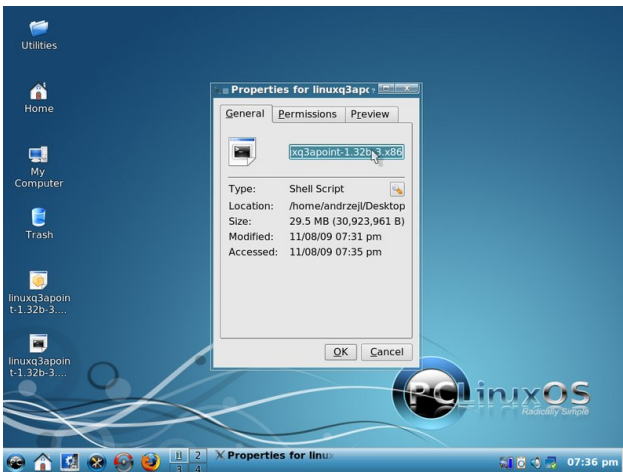 Utilities
Home
My
Computer
Trash
linuxq3apoin
t-1.32b-3....
linuxq3apoin
t-1.32b-3....
Properties for linuxq3apc
General Permissions Preview
ixq3apoint-1.32b-3.x86
Type: Shell Script
Location: /home/andrzejl/Desktop
Size: 29.5 MB (30,923,961 B)
Modified: 11/08/09 07:31 pm
Accessed: 11/08/09 07:35 pm
OK Cancel
PCLinuxOS
Radically Simple
1 2
3 4
Properties for linux
07:36 pm